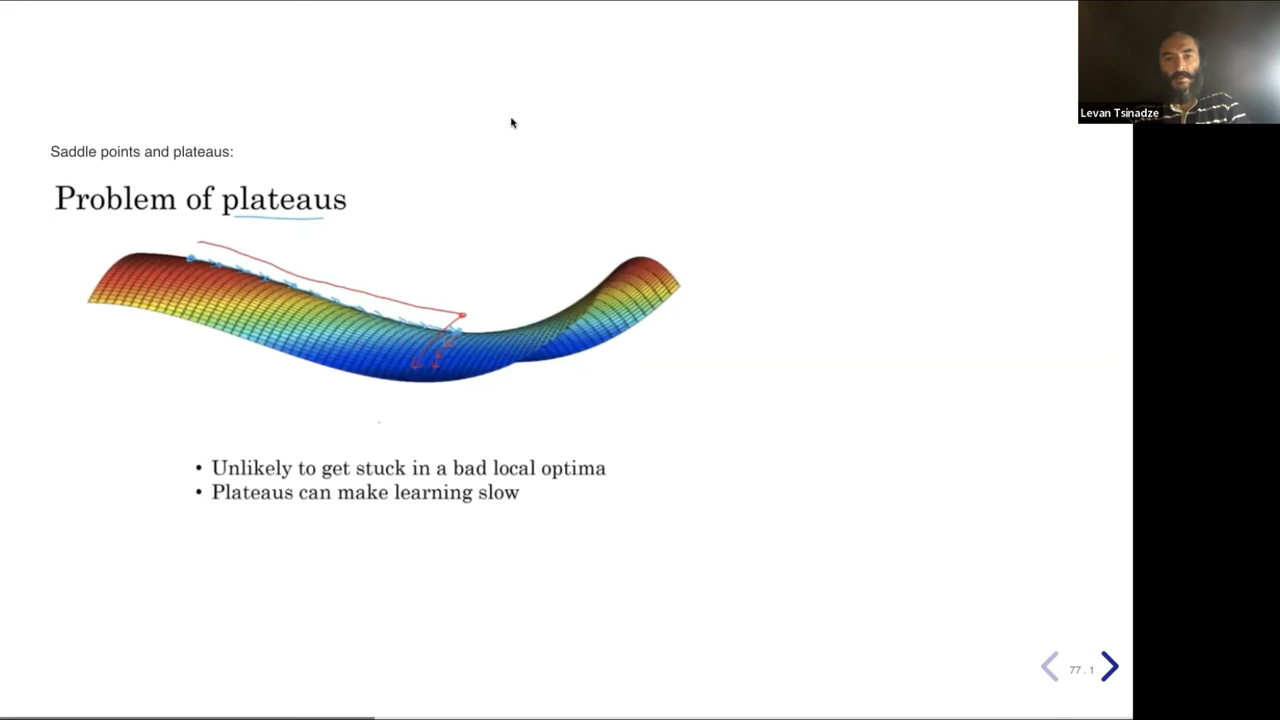 Levan Tsinadze
Saddle points and plateaus:
Problem of plateaus
• Unlikely to get stuck in a bad local optima
• Plateaus can make learning slow
77 . 1